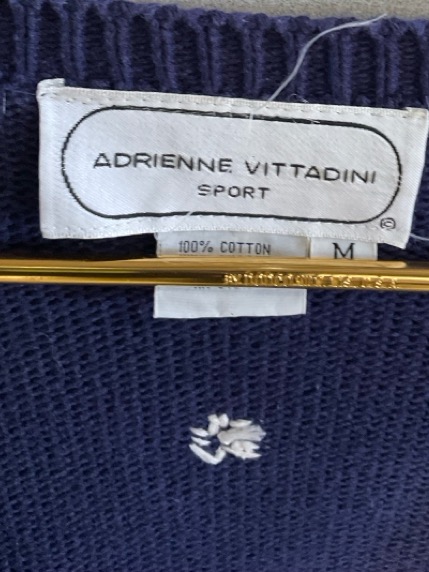 ADRIENNE VITTADINI
SPORT
©
100% COTTON
M